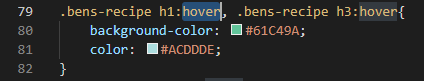 79 .bens-recipe h1:hover, .bens-recipe h3:hover{
80 background-color: #61C49A;
81 color: #ACDDDE;
82 }